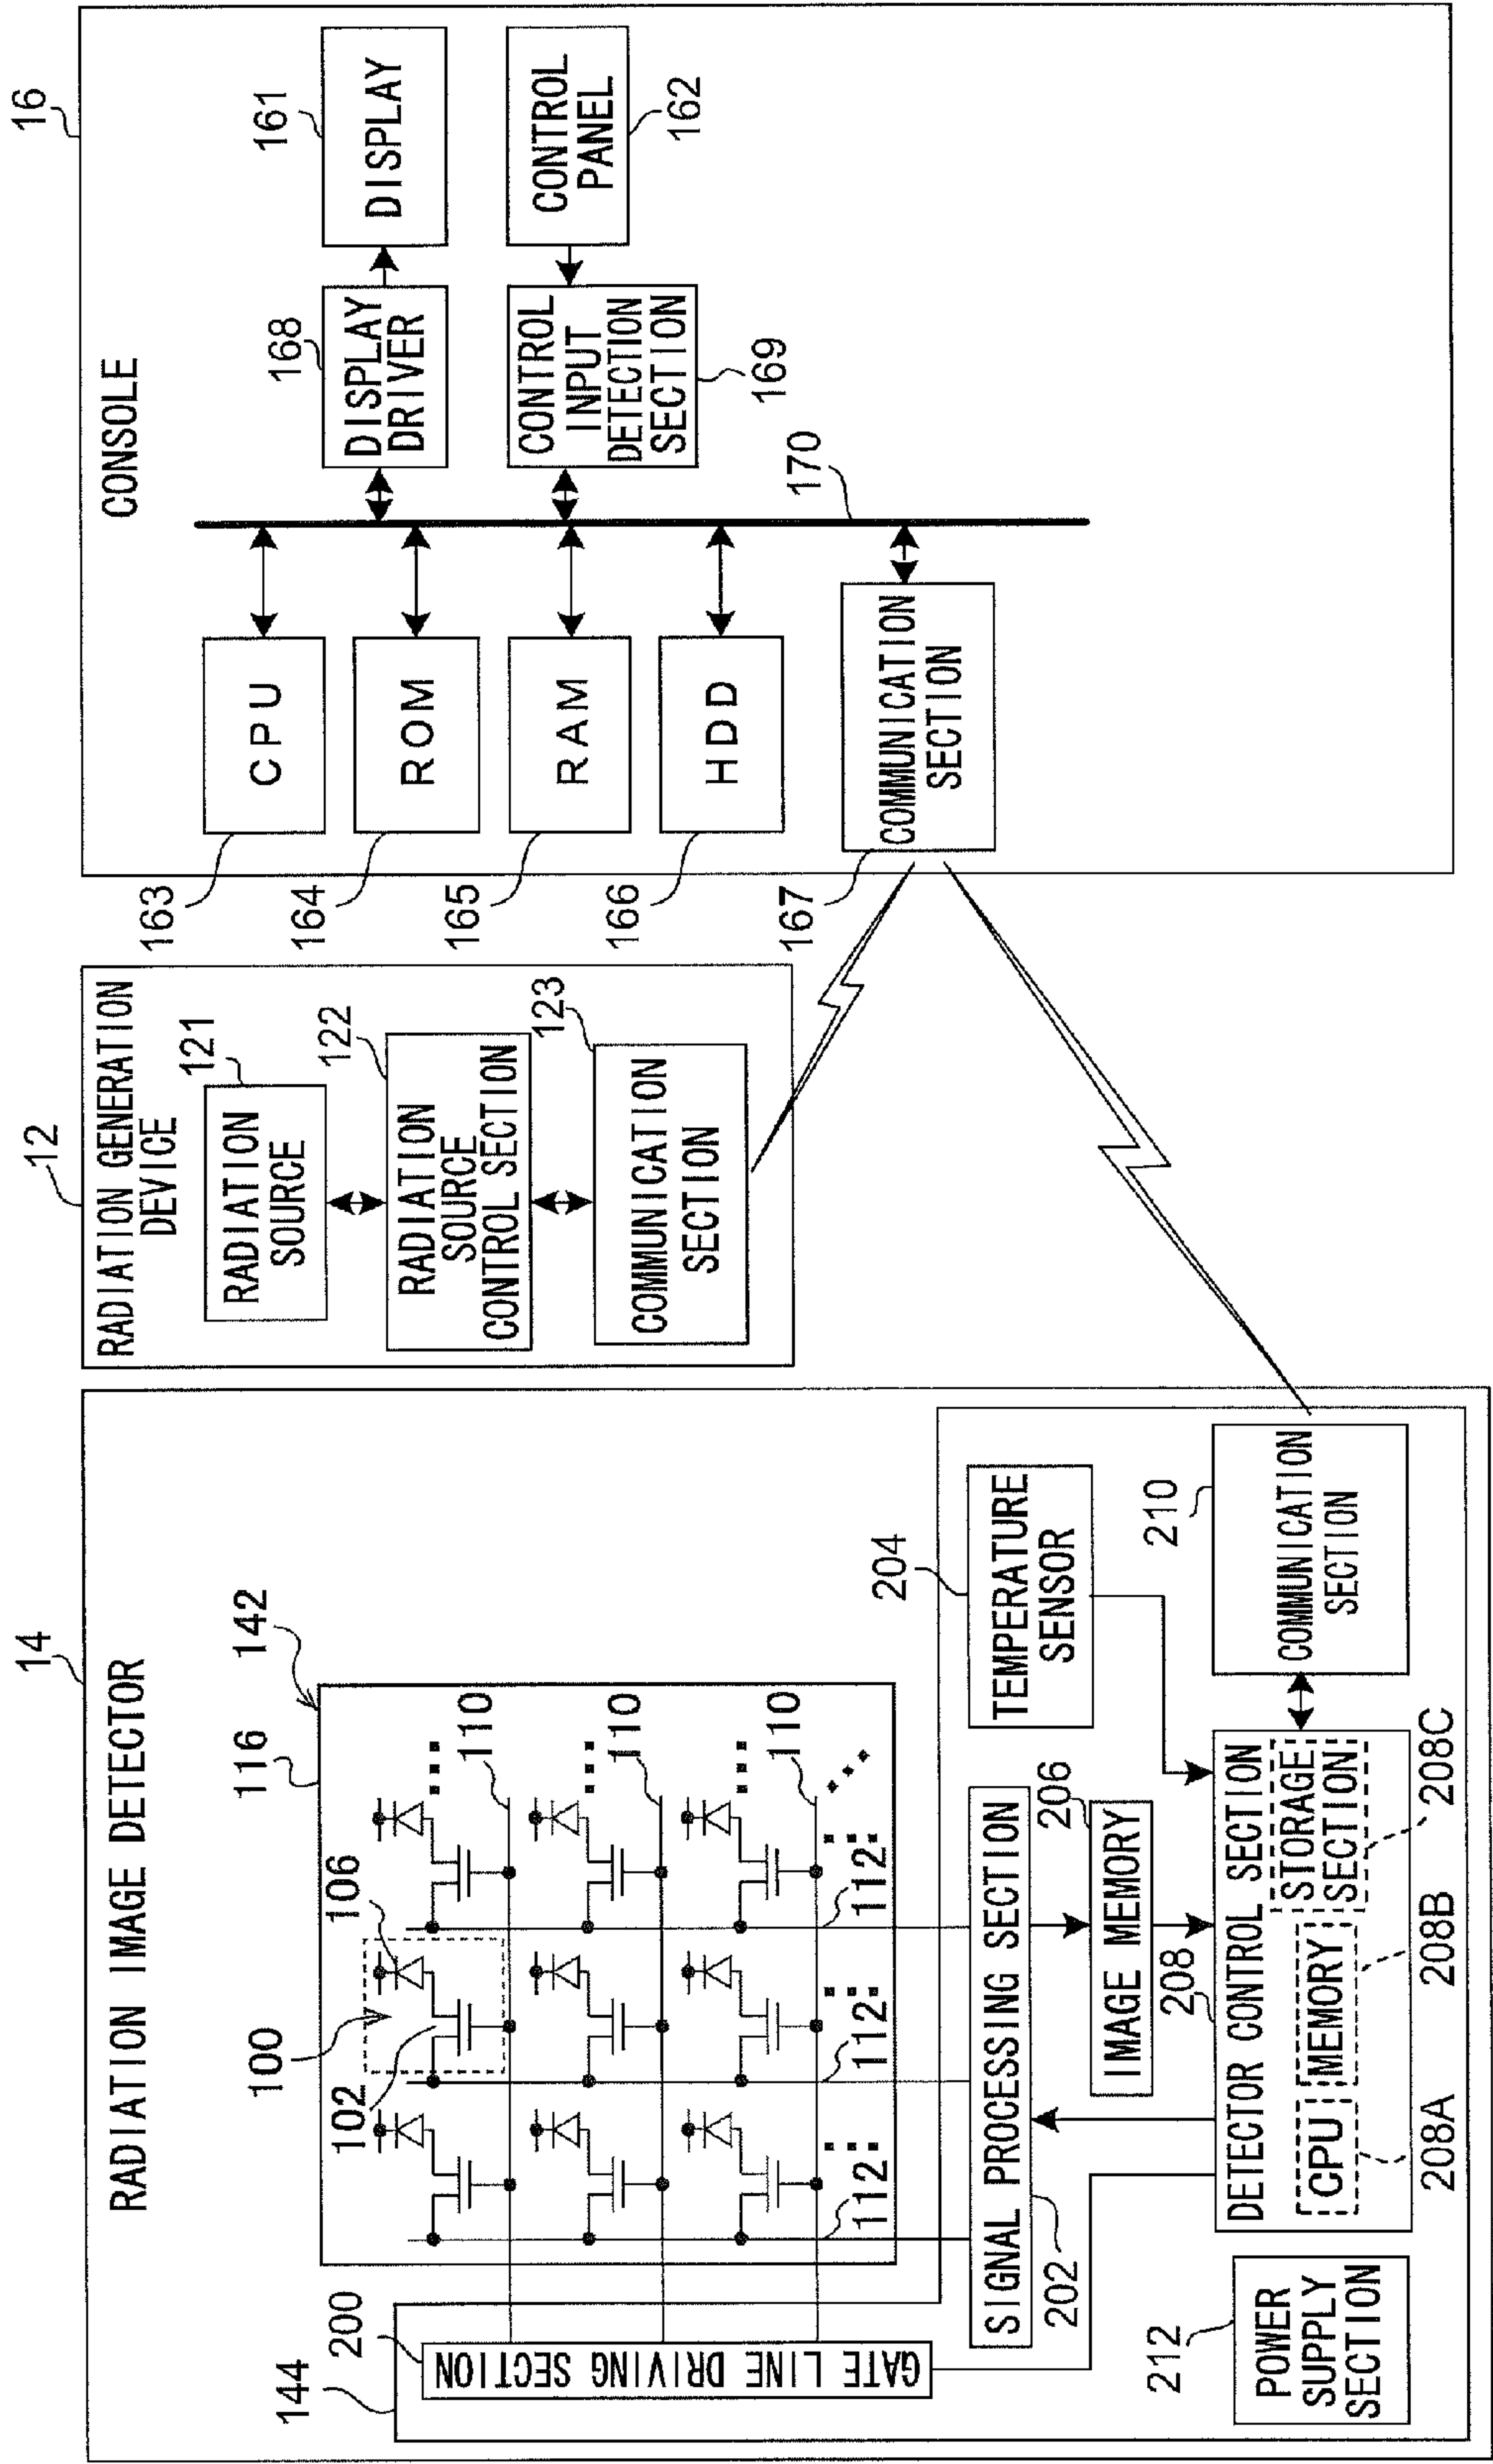 14
RADIATION IMAGE DETECTOR
116
142
106
100
102
110
110
110
112
112
112
144
200
GATE LINE DRIVING SECTION
SIGNAL PROCESSING SECTION
202
204
TEMPERATURE
SENSOR
206
IMAGE MEMORY
208
DETECTOR CONTROL SECTION
CPU
MEMORY
STORAGE
SECTION
208A
208B
208C
210
COMMUNICATION
SECTION
212
POWER
SUPPLY
SECTION
12
RADIATION GENERATION
DEVICE
121
RADIATION
SOURCE
122
RADIATION
SOURCE
CONTROL SECTION
123
COMMUNICATION
SECTION
16
CONSOLE
163
CPU
164
ROM
165
RAM
166
HDD
167
COMMUNICATION
SECTION
168
DISPLAY
DRIVER
161
DISPLAY
CONTROL
INPUT
DETECTION
SECTION
169
CONTROL
PANEL
162
170